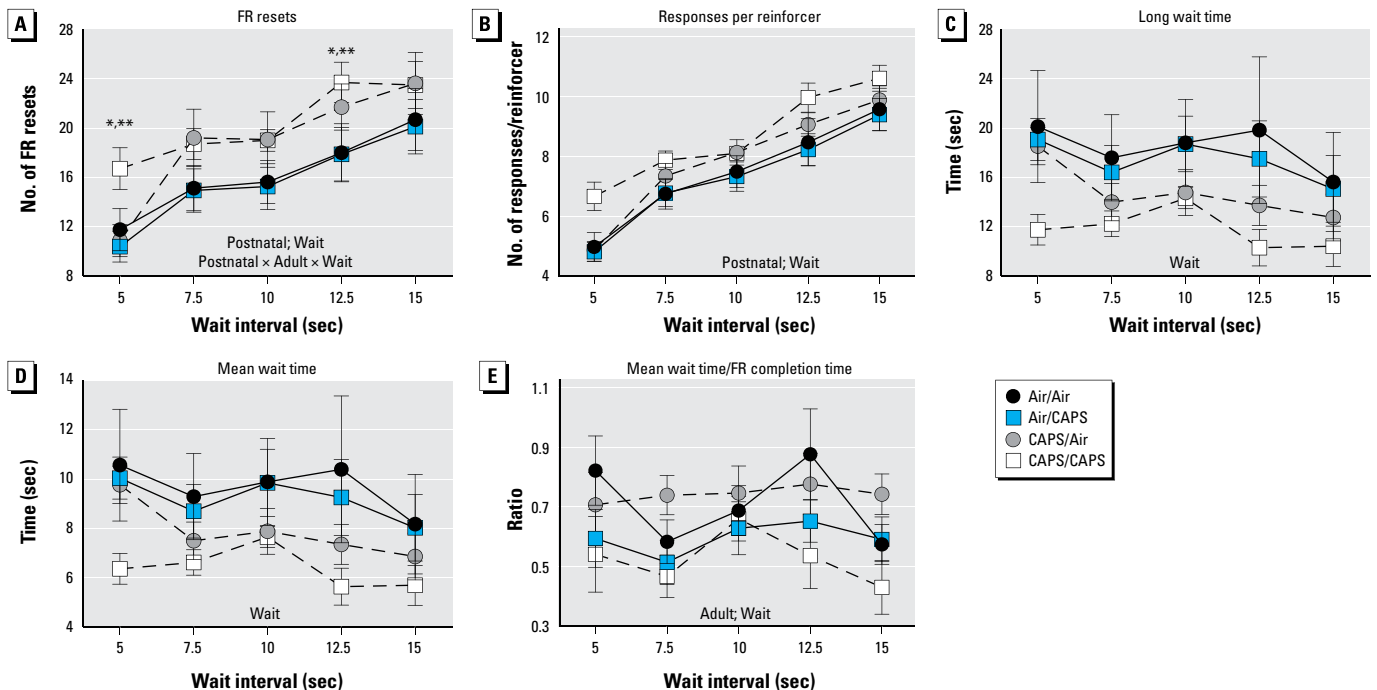 A
FR resets
No. of FR resets
28
24
20
16
12
8
*,**
*,**
Postnatal; Wait
Postnatal × Adult × Wait
5 7.5 10 12.5 15
Wait interval (sec)
B
Responses per reinforcer
No. of responses/reinforcer
12
10
8
6
4
Postnatal; Wait
5 7.5 10 12.5 15
Wait interval (sec)
C
Long wait time
Time (sec)
28
24
20
16
12
8
Wait
5 7.5 10 12.5 15
Wait interval (sec)
D
Mean wait time
Time (sec)
14
12
10
8
6
4
Wait
5 7.5 10 12.5 15
Wait interval (sec)
E
Mean wait time/FR completion time
Ratio
1.1
0.9
0.7
0.5
0.3
Adult; Wait
5 7.5 10 12.5 15
Wait interval (sec)
Air/Air
Air/CAPS
CAPS/Air
CAPS/CAPS